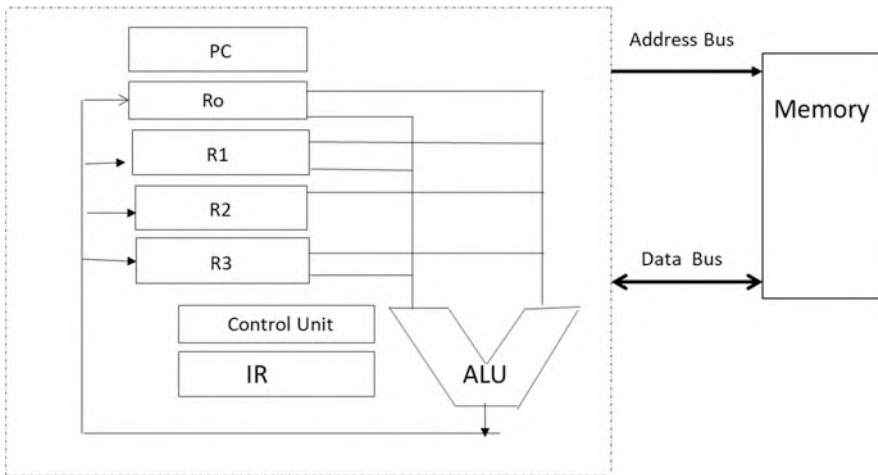 PC
Address Bus
Ro
Memory
R1
R2
R3
Data Bus
Control Unit
IR
ALU